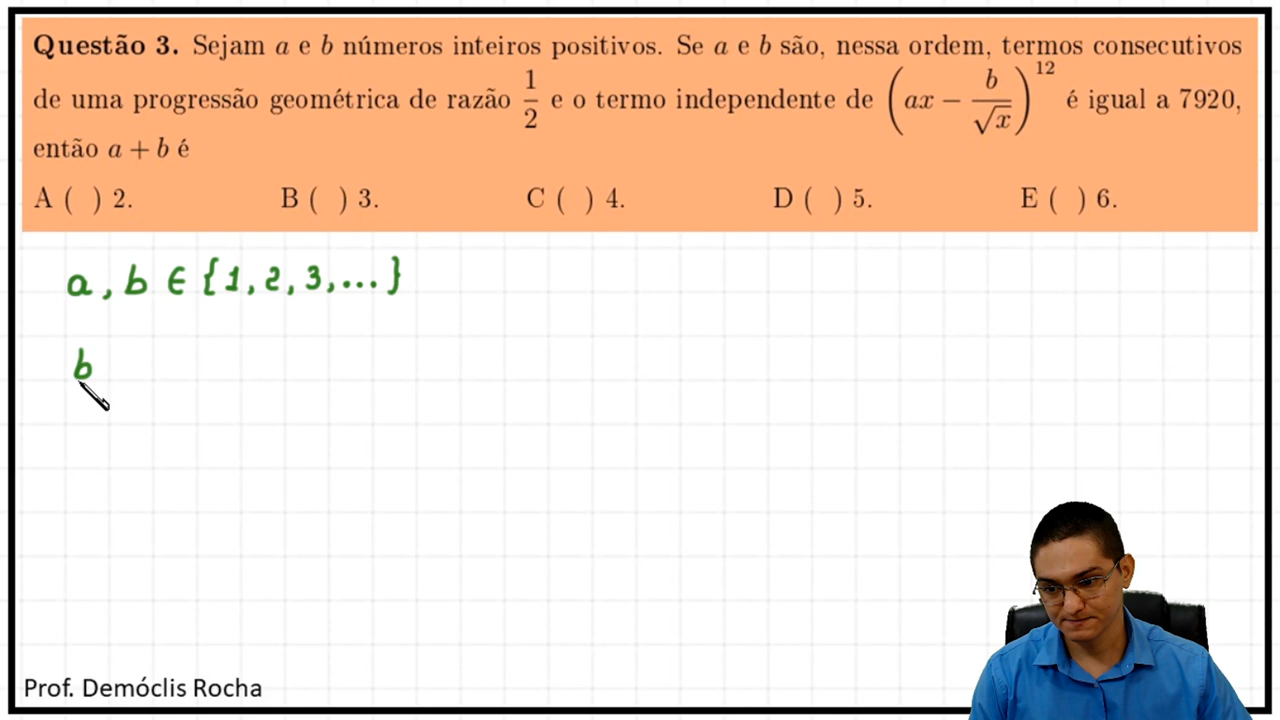 Questão 3. Sejam a e b números inteiros positivos. Se a e b são, nessa ordem, termos consecutivos
de uma progressão geométrica de razão 1/2 e o termo independente de (ax − b/√x)^12 é igual a 7920,
então a + b é
A ( ) 2. B ( ) 3. C ( ) 4. D ( ) 5. E ( ) 6.
a, b ∈ {1, 2, 3, ...}
b
Prof. Demóclis Rocha